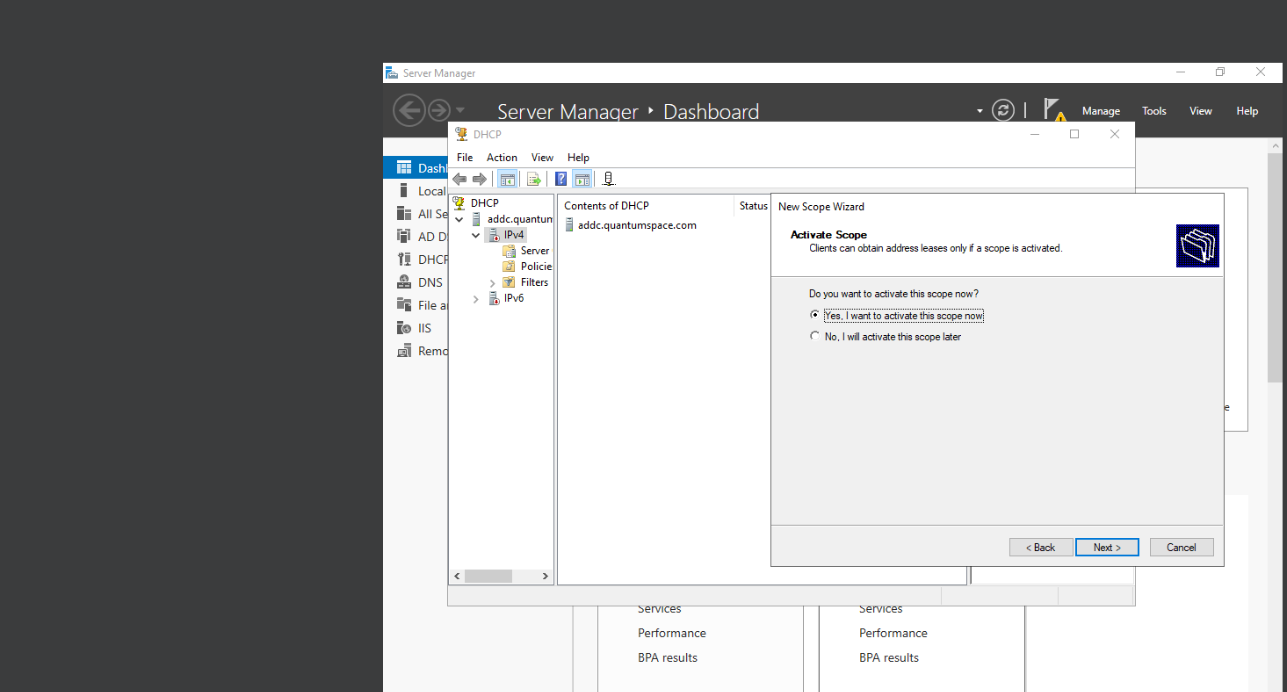 Server Manager
Server Manager ‣ Dashboard
Manage Tools View Help
DHCP
File Action View Help
Dashl
Local
All Se
AD D
DHCP
DNS
File a
IIS
Remo
DHCP
addc.quantum
IPv4
Server
Policie
Filters
IPv6
Contents of DHCP Status
addc.quantumspace.com
New Scope Wizard
Activate Scope
Clients can obtain address leases only if a scope is activated.
Do you want to activate this scope now?
Yes, I want to activate this scope now
No, I will activate this scope later
< Back Next > Cancel
e
Services Services
Performance Performance
BPA results BPA results